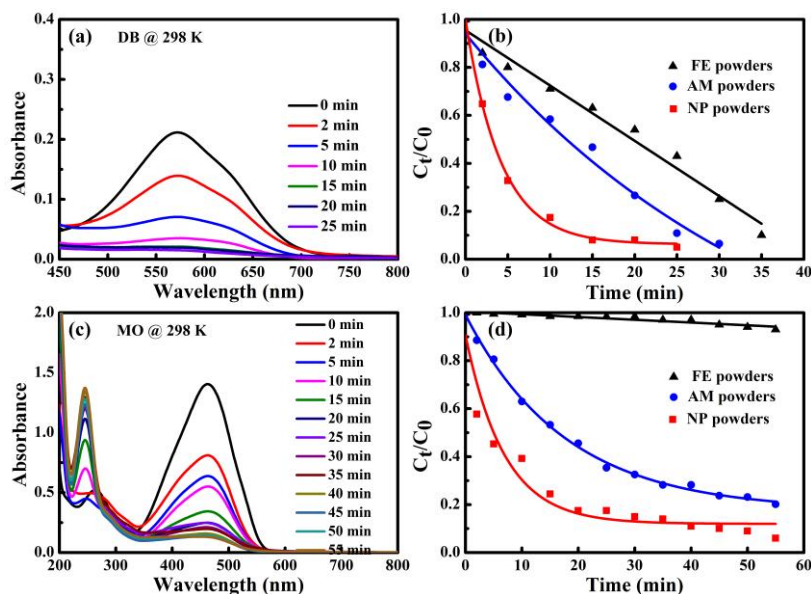 (a) DB @ 298 K
0.4
0.3
0.2
0.1
0.0
Absorbance
0 min
2 min
5 min
10 min
15 min
20 min
25 min
450 500 550 600 650 700 750 800
Wavelength (nm)
(b)
1.0
0.8
0.6
0.4
0.2
0.0
Ct/C0
FE powders
AM powders
NP powders
0 5 10 15 20 25 30 35 40
Time (min)
(c) MO @ 298 K
2.0
1.5
1.0
0.5
0.0
Absorbance
0 min
2 min
5 min
10 min
15 min
20 min
25 min
30 min
35 min
40 min
45 min
50 min
55 min
200 300 400 500 600 700 800
Wavelength (nm)
(d)
1.0
0.8
0.6
0.4
0.2
0.0
Ct/C0
FE powders
AM powders
NP powders
0 10 20 30 40 50 60
Time (min)